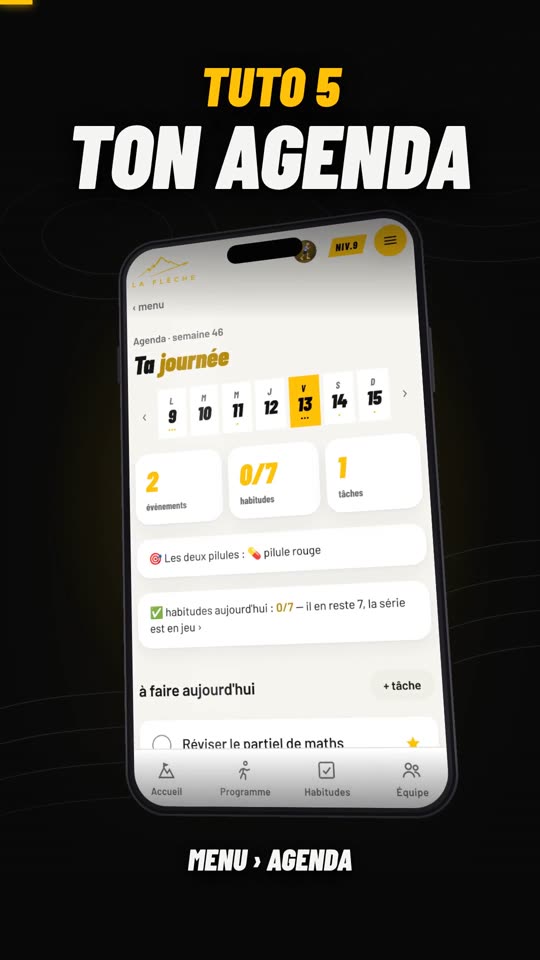 TUTO 5
TON AGENDA
NIV.9
LA FLÈCHE
‹ menu
Agenda · semaine 46
Ta journée
‹ L M M J V S D ›
9 10 11 12 13 14 15
2 0/7 1
événements habitudes tâches
🎯 Les deux pilules : 💊 pilule rouge
✅ habitudes aujourd'hui : 0/7 – il en reste 7, la série
est en jeu ›
à faire aujourd'hui + tâche
Réviser le partiel de maths
Accueil Programme Habitudes Équipe
MENU › AGENDA